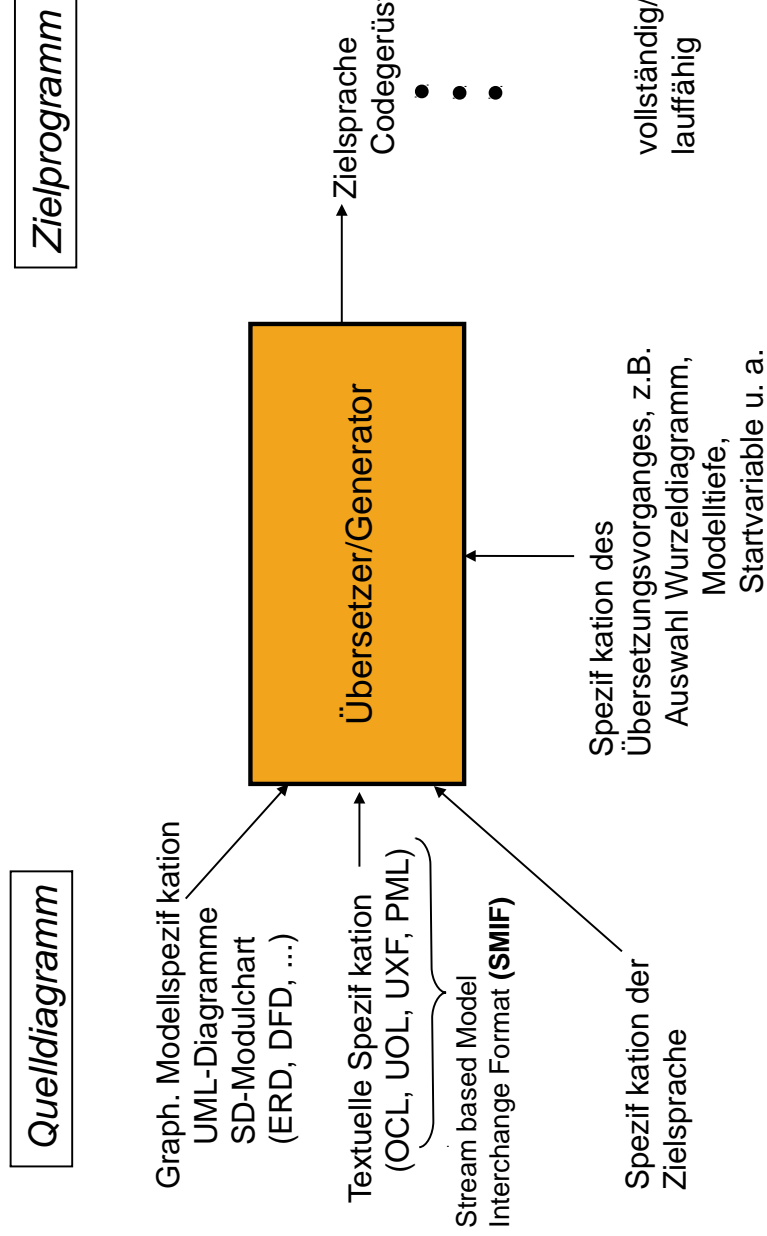 Quelldiagramm
Zielprogramm
Graph. Modellspezif kation
UML-Diagramme
SD-Modulchart
(ERD, DFD, ...)
Textuelle Spezif kation
(OCL, UOL, UXF, PML)
Stream based Model
Interchange Format (SMIF)
Spezif kation der
Zielsprache
Übersetzer/Generator
Spezif kation des
Übersetzungsvorganges, z.B.
Auswahl Wurzeldiagramm,
Modelltiefe,
Startvariable u. a.
Zielsprache
Codegerüs
vollständig/
lauffähig